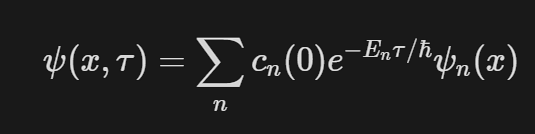 ψ(x, τ) = ∑ₙ cₙ(0)e^{−Eₙτ/ℏ}ψₙ(x)